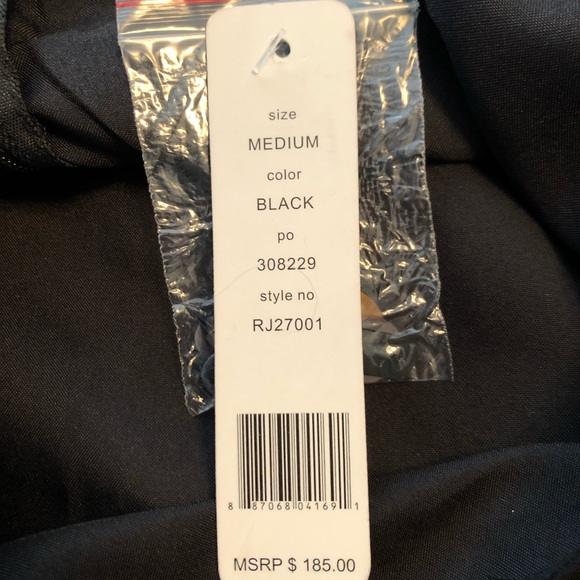 size
MEDIUM
color
BLACK
po
308229
style no
RJ27001
8 87068 04169 1
MSRP $ 185.00